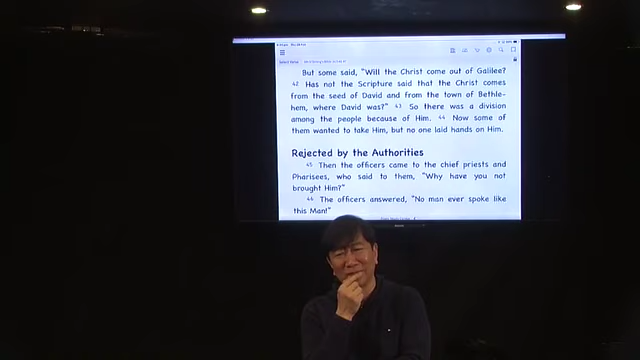 But some said, "Will the Christ come out of Galilee?
42 Has not the Scripture said that the Christ comes
from the seed of David and from the town of Bethle-
hem, where David was?" 43 So there was a division
among the people because of Him. 44 Now some of
them wanted to take Him, but no one laid hands on Him.
Rejected by the Authorities
45 Then the officers came to the chief priests and
Pharisees, who said to them, "Why have you not
brought Him?"
46 The officers answered, "No man ever spoke like
this Man!"